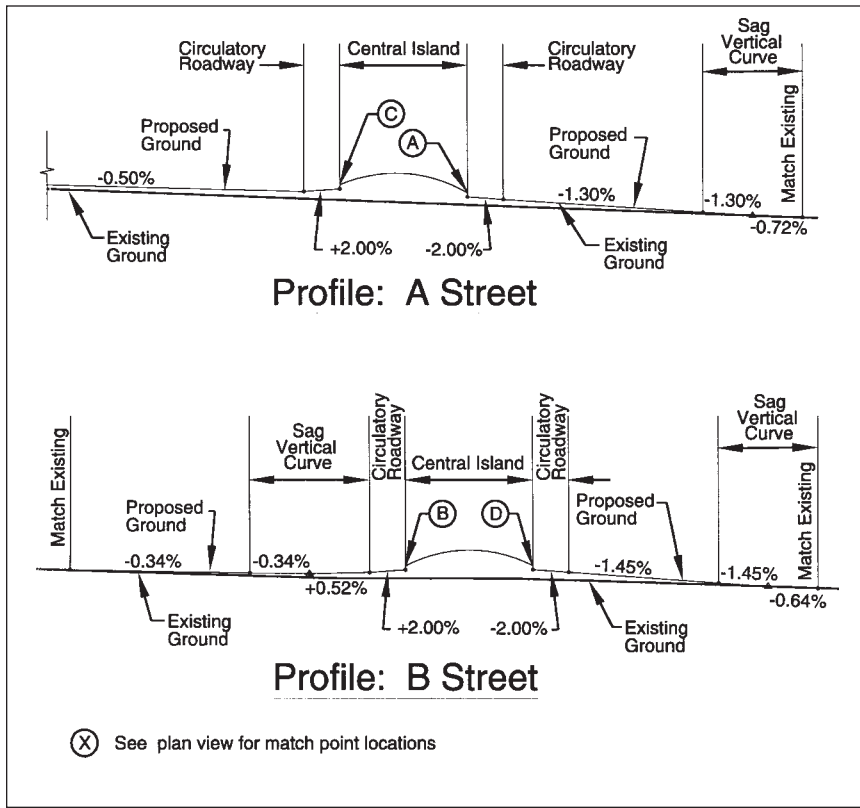 Circulatory
Roadway
Central Island
Circulatory
Roadway
Sag
Vertical
Curve
Match Existing
Proposed
Ground
C
A
Proposed
Ground
-0.50%
-1.30%
-1.30%
-0.72%
Existing
Ground
+2.00%
-2.00%
Existing
Ground
Profile: A Street
Match Existing
Sag
Vertical
Curve
Circulatory
Roadway
Central Island
Circulatory
Roadway
Sag
Vertical
Curve
Match Existing
Proposed
Ground
B
D
Proposed
Ground
-0.34%
-0.34%
+0.52%
-1.45%
-1.45%
-0.64%
Existing
Ground
+2.00%
-2.00%
Existing
Ground
Profile: B Street
X See plan view for match point locations